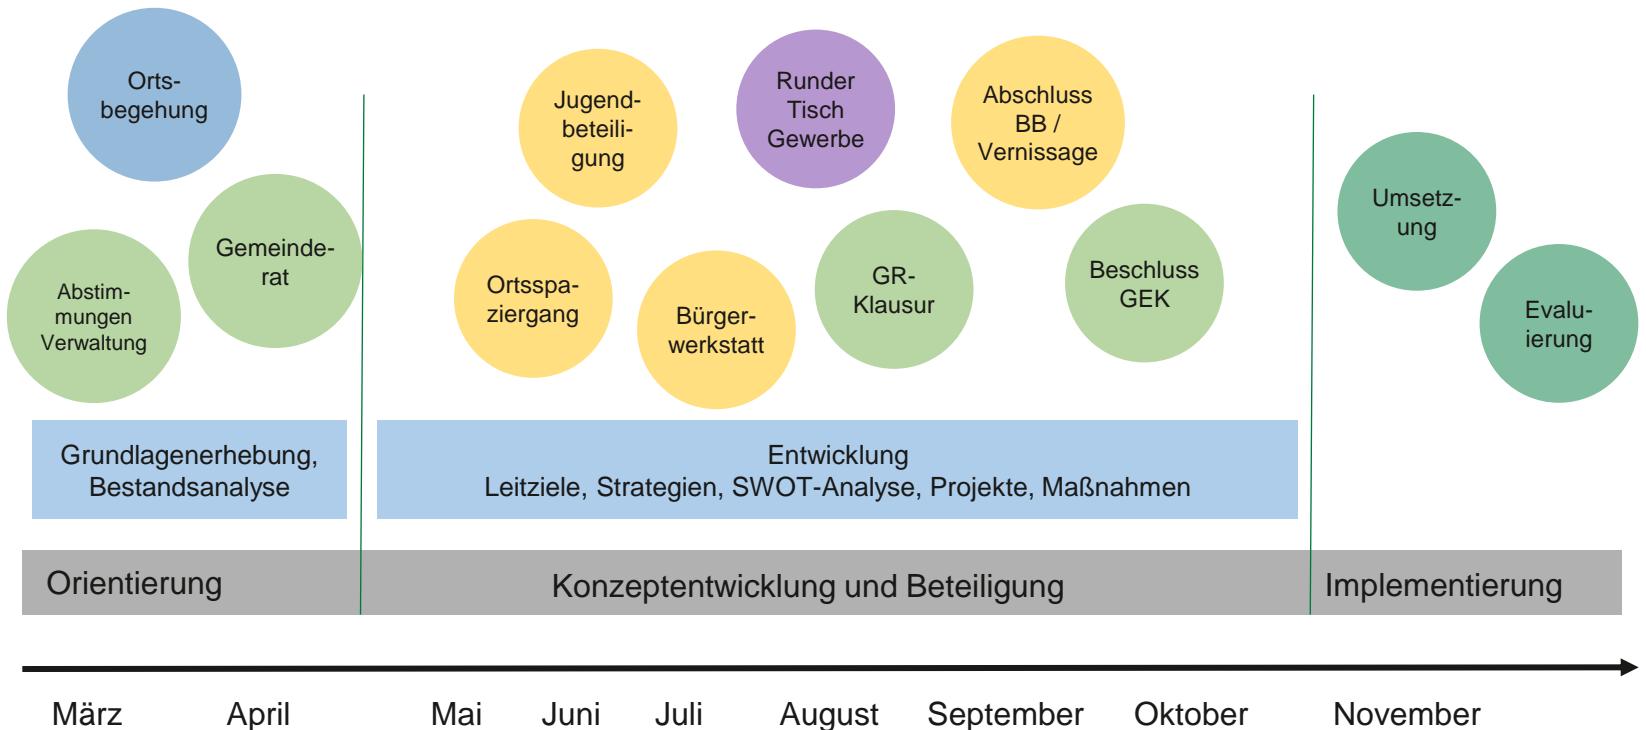 Orts-
begehung
Abstim-
mungen
Verwaltung
Gemeinde-
rat
Jugend-
beteili-
gung
Ortsspa-
ziergang
Bürger-
werkstatt
Runder
Tisch
Gewerbe
GR-
Klausur
Abschluss
BB /
Vernissage
Beschluss
GEK
Umsetz-
ung
Evalu-
ierung
Grundlagenerhebung,
Bestandsanalyse
Entwicklung
Leitziele, Strategien, SWOT-Analyse, Projekte, Maßnahmen
Orientierung
Konzeptentwicklung und Beteiligung
Implementierung
März April Mai Juni Juli August September Oktober November